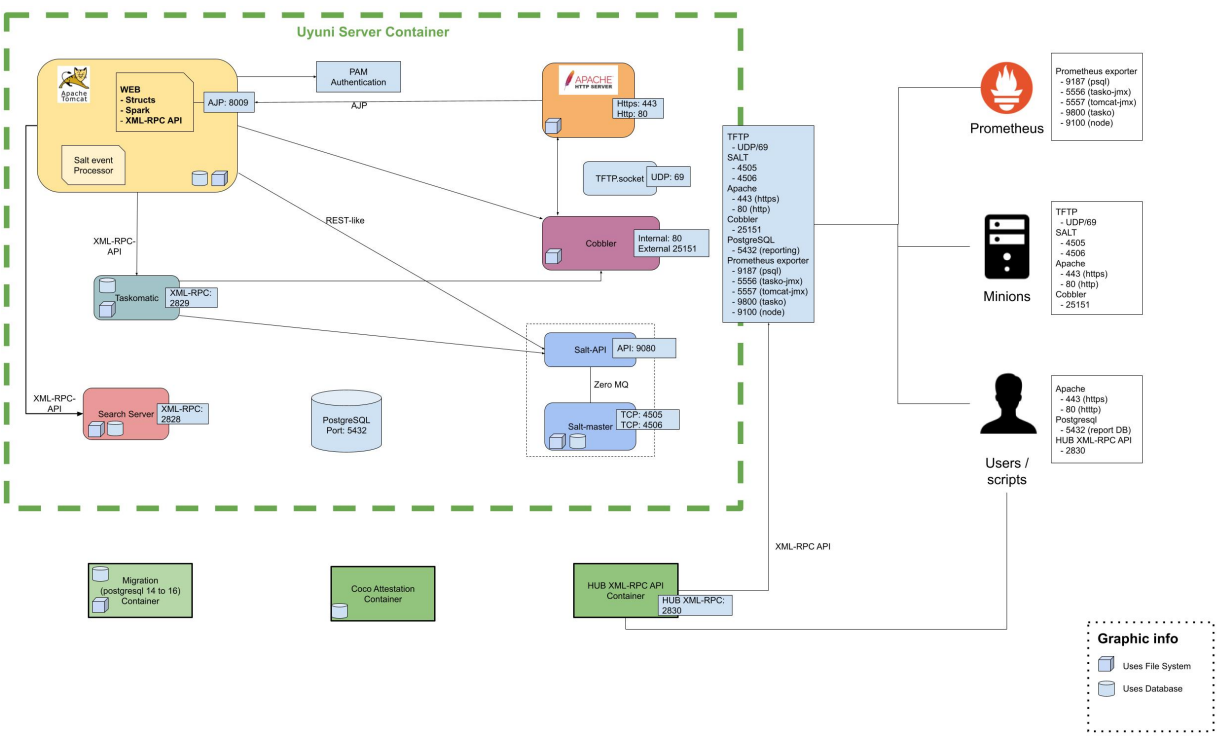 Uyuni Server Container
Apache
Tomcat
WEB
- Structs
- Spark
- XML-RPC API
AJP: 8009
Salt event
Processor
PAM
Authentication
AJP
APACHE
HTTP SERVER
Https: 443
Http: 80
TFTP.socket
UDP: 69
REST-like
Cobbler
Internal: 80
External 25151
XML-RPC-
API
Taskomatic
XML-RPC:
2829
Salt-API
API: 9080
Zero MQ
Salt-master
TCP: 4505
TCP: 4506
XML-RPC-
API
Search Server
XML-RPC:
2828
PostgreSQL
Port: 5432
TFTP
- UDP/69
SALT
- 4505
- 4506
Apache
- 443 (https)
- 80 (http)
Cobbler
- 25151
PostgreSQL
- 5432 (reporting)
Prometheus exporter
- 9187 (psql)
- 5556 (tasko-jmx)
- 5557 (tomcat-jmx)
- 9800 (tasko)
- 9100 (node)
Prometheus
Prometheus exporter
- 9187 (psql)
- 5556 (tasko-jmx)
- 5557 (tomcat-jmx)
- 9800 (tasko)
- 9100 (node)
Minions
TFTP
- UDP/69
SALT
- 4505
- 4506
Apache
- 443 (https)
- 80 (http)
Cobbler
- 25151
Users /
scripts
Apache
- 443 (https)
- 80 (htttp)
Postgresql
- 5432 (report DB)
HUB XML-RPC API
- 2830
XML-RPC API
Migration
(postgresql 14 to 16)
Container
Coco Attestation
Container
HUB XML-RPC API
Container
HUB XML-RPC:
2830
Graphic info
Uses File System
Uses Database